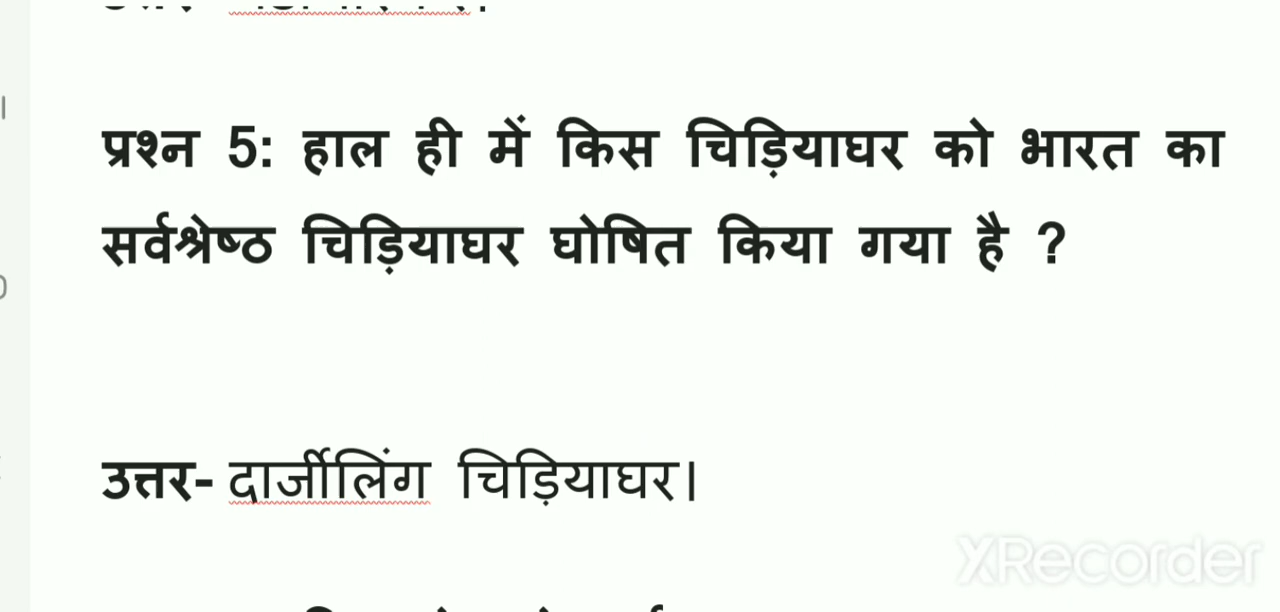 प्रश्न 5: हाल ही में किस चिड़ियाघर को भारत का
सर्वश्रेष्ठ चिड़ियाघर घोषित किया गया है ?
उत्तर- दार्जीलिंग चिड़ियाघर।
XRecorder